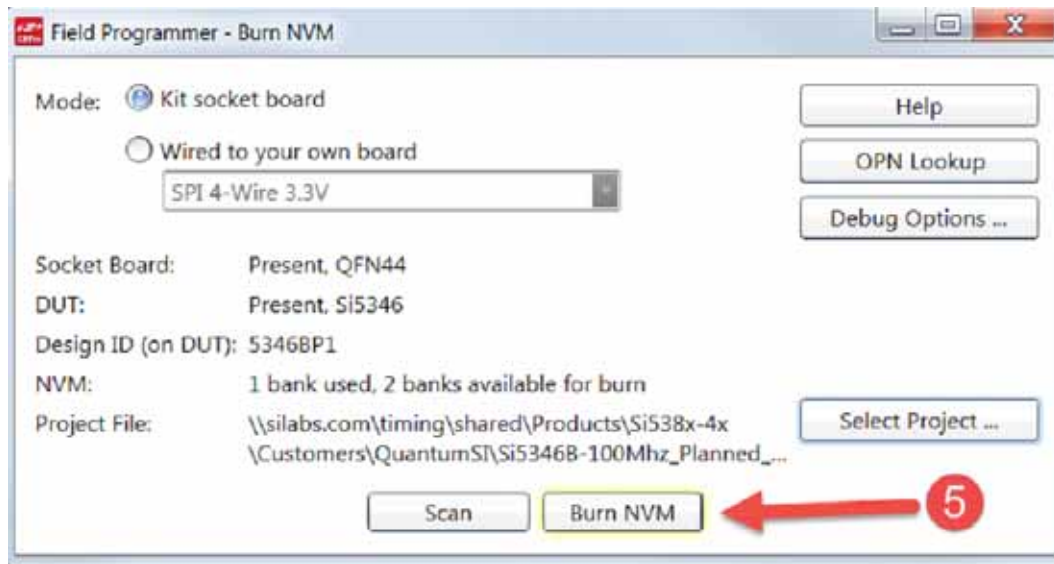 Field Programmer - Burn NVM
Mode: Kit socket board
Help
Wired to your own board
OPN Lookup
SPI 4-Wire 3.3V
Debug Options ...
Socket Board: Present, QFN44
DUT: Present, Si5346
Design ID (on DUT): 5346BP1
NVM: 1 bank used, 2 banks available for burn
Project File: \\silabs.com\timing\shared\Products\Si538x-4x
Select Project ...
\Customers\QuantumSI\Si5346B-100Mhz_Planned_...
Scan
Burn NVM
5